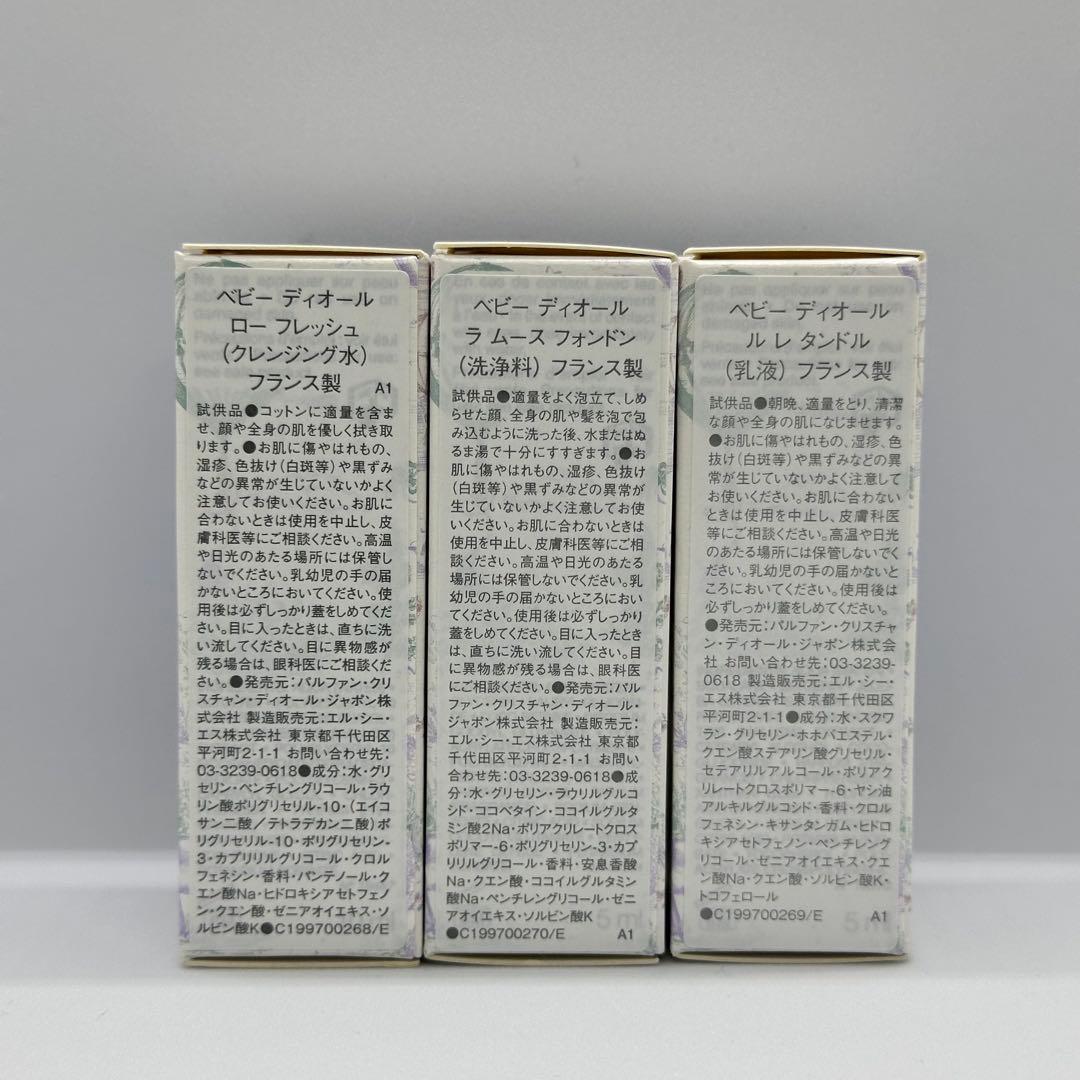 ベビー ディオール
ロー フレッシュ
(クレンジング水)
フランス製 A1
試供品●コットンに適量を含ま
せ、顔や全身の肌を優しく拭き取
ります。●お肌に傷やはれもの、
湿疹、色抜け(白斑等)や黒ずみ
などの異常が生じていないかよく
注意してお使いください。お肌に
合わないときは使用を中止し、皮
膚科医等にご相談ください。高温
や日光のあたる場所には保管し
ないでください。乳幼児の手の届
かないところにおいてください。使
用後は必ずしっかり蓋をしめてくだ
さい。目に入ったときは、直ちに洗
い流してください。目に異物感が
残る場合は、眼科医にご相談くだ
さい。●発売元:パルファン・クリ
スチャン・ディオール・ジャポン株
式会社 製造販売元:エル・シー・
エス株式会社 東京都千代田区
平河町2-1-1 お問い合わせ先:
03-3239-0618●成分:水・グリ
セリン・ペンチレングリコール・ラウ
リン酸ポリグリセリル-10・(エイコ
サン二酸/テトラデカン二酸)ポ
リグリセリル-10・ポリグリセリン-
3・カプリリルグリコール・クロル
フェネシン・香料・パンテノール・ク
エン酸Na・ヒドロキシアセトフェノ
ン・クエン酸・ゼニアオイエキス・ソ
ルビン酸K●C199700268/E
ベビー ディオール
ラ ムース フォンドン
(洗浄料) フランス製
試供品●適量をよく泡立て、しめ
らせた顔、全身の肌や髪を泡で包
み込むように洗った後、水またはぬ
るま湯で十分にすすぎます。●お
肌に傷やはれもの、湿疹、色抜け
(白斑等)や黒ずみなどの異常が
生じていないかよく注意してお使
いください。お肌に合わないときは
使用を中止し、皮膚科医等にご相
談ください。高温や日光のあたる
場所には保管しないでください。乳
幼児の手の届かないところにおい
てください。使用後は必ずしっかり
蓋をしめてください。目に入ったとき
は、直ちに洗い流してください。目
に異物感が残る場合は、眼科医に
ご相談ください。●発売元:パル
ファン・クリスチャン・ディオール・
ジャポン株式会社 製造販売元:
エル・シー・エス株式会社 東京都
千代田区平河町2-1-1 お問い
合わせ先:03-3239-0618●成
分:水・グリセリン・ラウリルグルコ
シド・ココベタイン・ココイルグルタ
ミン酸2Na・ポリアクリレートクロス
ポリマー-6・ポリグリセリン-3・カプ
リリルグリコール・香料・安息香酸
Na・クエン酸・ココイルグルタミン
酸Na・ペンチレングリコール・ゼニ
アオイエキス・ソルビン酸K
●C199700270/E A1
5 ml
ベビー ディオール
ル レ タンドル
(乳液) フランス製
試供品●朝晩、適量をとり、清潔
な顔や全身の肌になじませます。
●お肌に傷やはれもの、湿疹、色
抜け(白斑等)や黒ずみなどの異
常が生じていないかよく注意して
お使いください。お肌に合わない
ときは使用を中止し、皮膚科医
等にご相談ください。高温や日光
のあたる場所には保管しないでく
ださい。乳幼児の手の届かないと
ころにおいてください。使用後は
必ずしっかり蓋をしめてください。
●発売元:パルファン・クリスチャ
ン・ディオール・ジャポン株式会
社 お問い合わせ先:03-3239-
0618 製造販売元:エル・シー・
エス株式会社 東京都千代田区
平河町2-1-1●成分:水・スクワ
ラン・グリセリン・ホホバエステル・
クエン酸ステアリン酸グリセリル・
セテアリルアルコール・ポリアク
リレートクロスポリマー-6・ヤシ油
アルキルグルコシド・香料・クロル
フェネシン・キサンタンガム・ヒドロ
キシアセトフェノン・ペンチレング
リコール・ゼニアオイエキス・クエ
ン酸Na・クエン酸・ソルビン酸K・
トコフェロール
●C199700269/E A1
5 ml